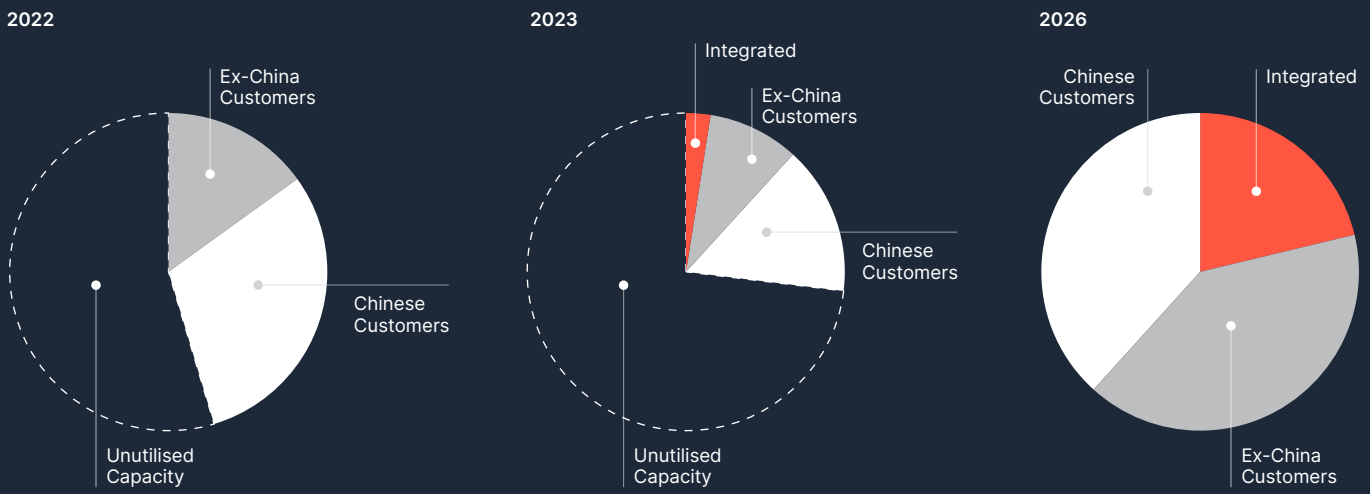 2022
Ex-China
Customers
Chinese
Customers
Unutilised
Capacity
2023
Integrated
Ex-China
Customers
Chinese
Customers
Unutilised
Capacity
2026
Chinese
Customers
Integrated
Ex-China
Customers